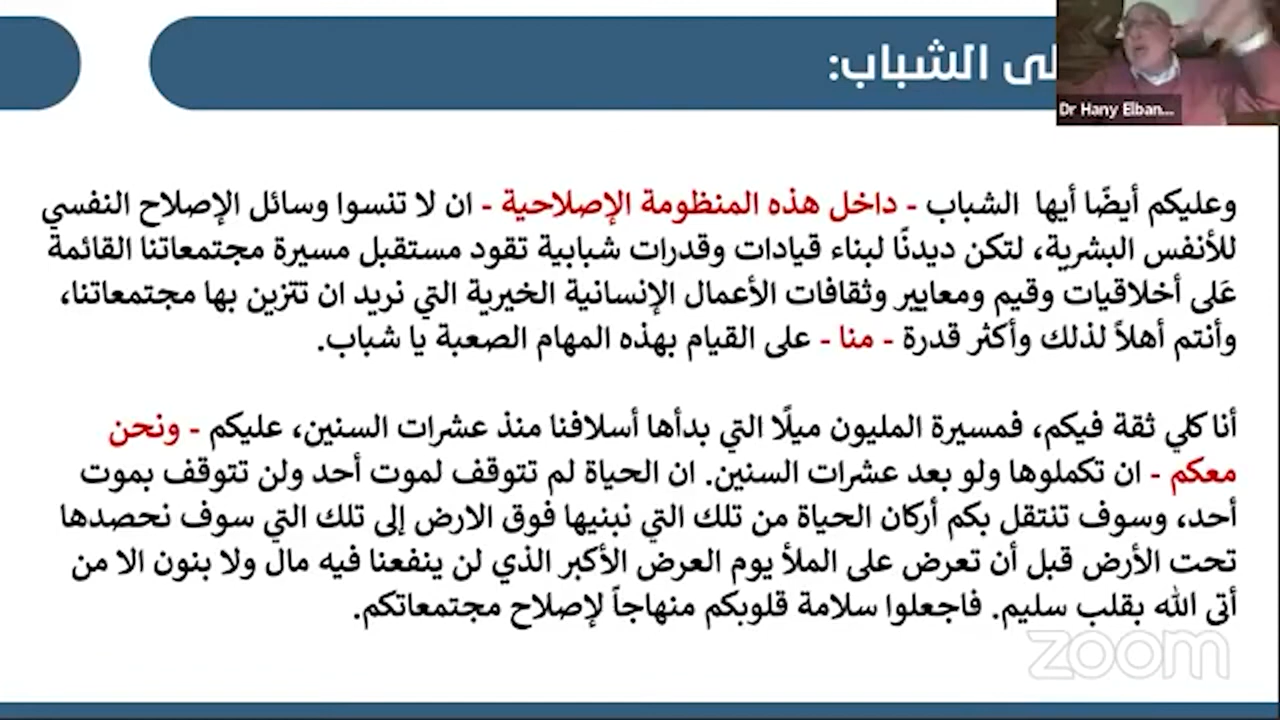 لى الشباب:
Dr Hany Elban...
وعليكم أيضًا أيها الشباب - داخل هذه المنظومة الإصلاحية - ان لا تنسوا وسائل الإصلاح النفسي
للأنفس البشرية، لتكن ديدنًا لبناء قيادات وقدرات شبابية تقود مستقبل مسيرة مجتمعاتنا القائمة
عَلى أخلاقيات وقيم ومعايير وثقافات الأعمال الإنسانية الخيرية التي نريد ان تتزين بها مجتمعاتنا،
وأنتم أهلاً لذلك وأكثر قدرة - منا - على القيام بهذه المهام الصعبة يا شباب.
أنا كلي ثقة فيكم، فمسيرة المليون ميلًا التي بدأها أسلافنا منذ عشرات السنين، عليكم - ونحن
معكم - ان تكملوها ولو بعد عشرات السنين. ان الحياة لم تتوقف لموت أحد ولن تتوقف بموت
أحد، وسوف تنتقل بكم أركان الحياة من تلك التي نبنيها فوق الارض إلى تلك التي سوف نحصدها
تحت الأرض قبل أن تعرض على الملأ يوم العرض الأكبر الذي لن ينفعنا فيه مال ولا بنون الا من
أتى الله بقلب سليم. فاجعلوا سلامة قلوبكم منهاجاً لإصلاح مجتمعاتكم.
zoom